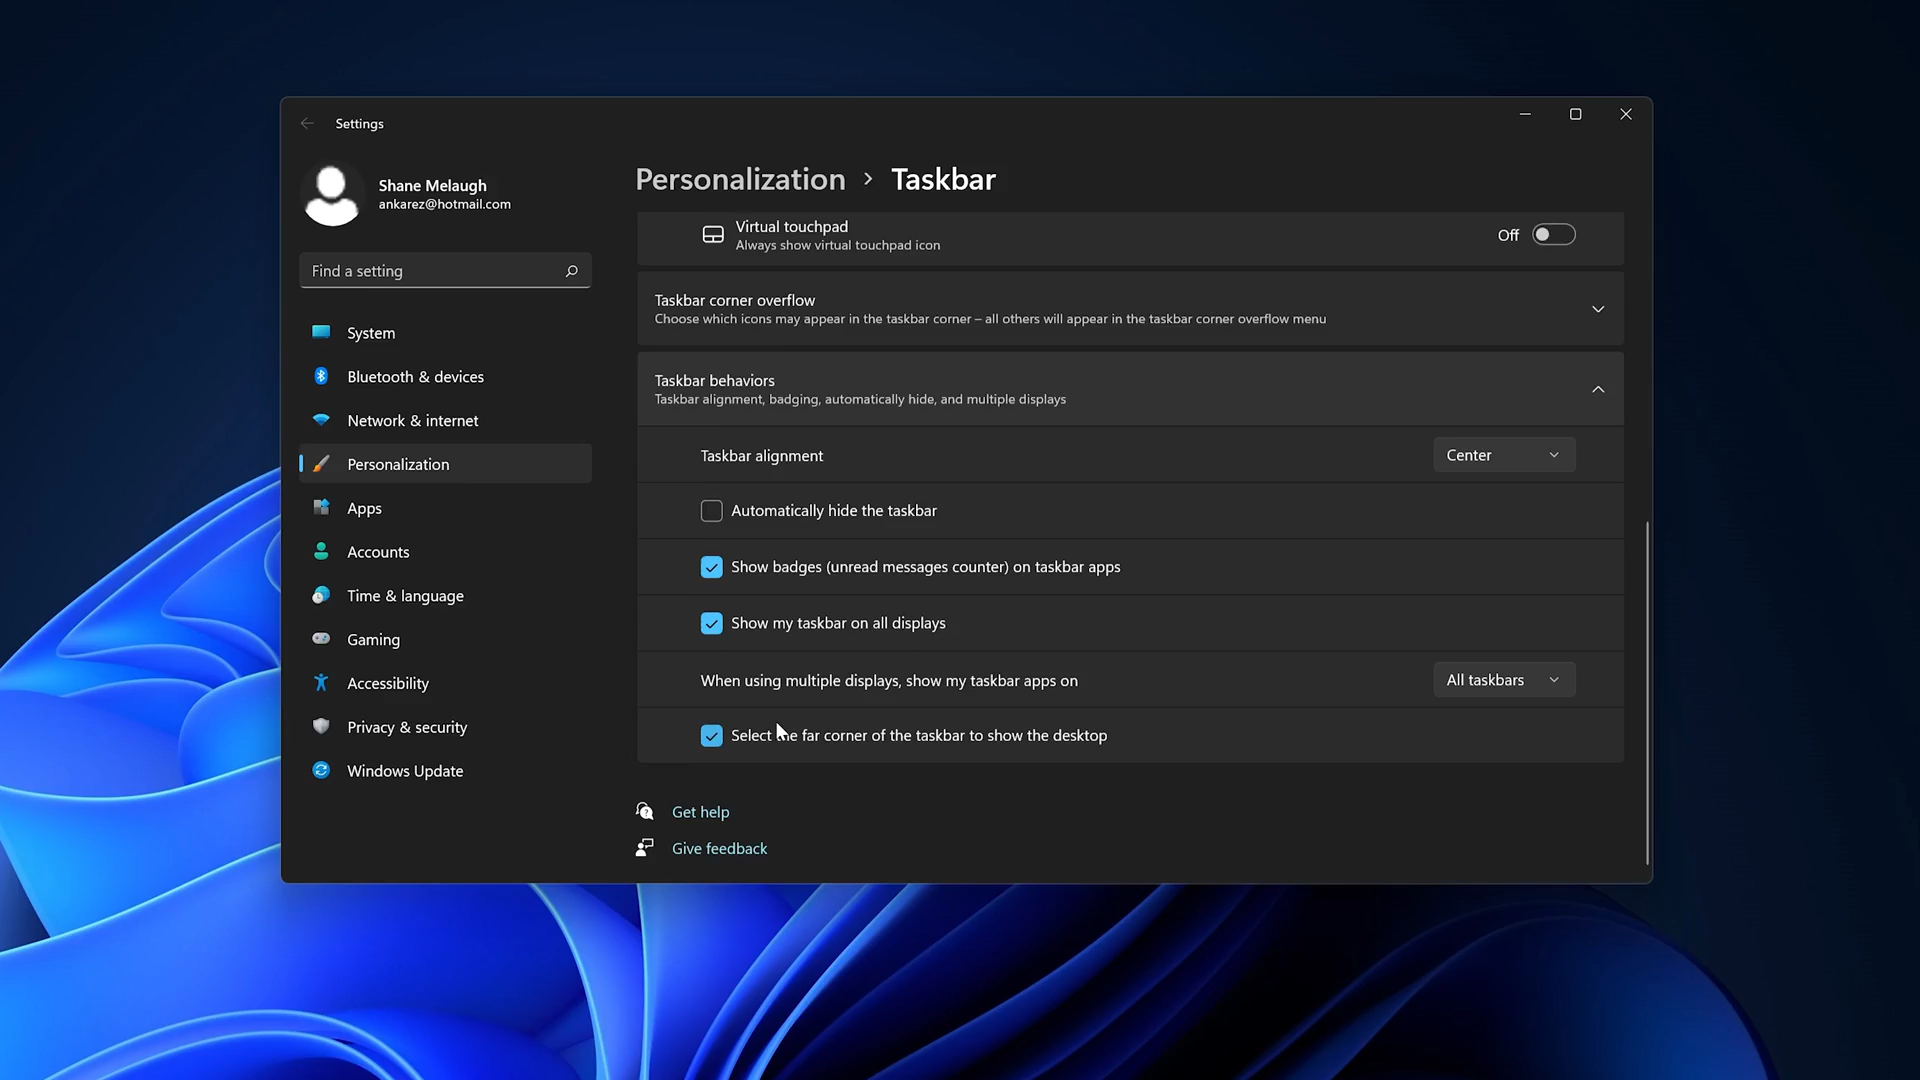 Settings
Shane Melaugh
ankarez@hotmail.com
Find a setting
System
Bluetooth & devices
Network & internet
Personalization
Apps
Accounts
Time & language
Gaming
Accessibility
Privacy & security
Windows Update
Personalization › Taskbar
Virtual touchpad
Always show virtual touchpad icon
Off
Taskbar corner overflow
Choose which icons may appear in the taskbar corner – all others will appear in the taskbar corner overflow menu
Taskbar behaviors
Taskbar alignment, badging, automatically hide, and multiple displays
Taskbar alignment
Center
Automatically hide the taskbar
Show badges (unread messages counter) on taskbar apps
Show my taskbar on all displays
When using multiple displays, show my taskbar apps on
All taskbars
Select the far corner of the taskbar to show the desktop
Get help
Give feedback